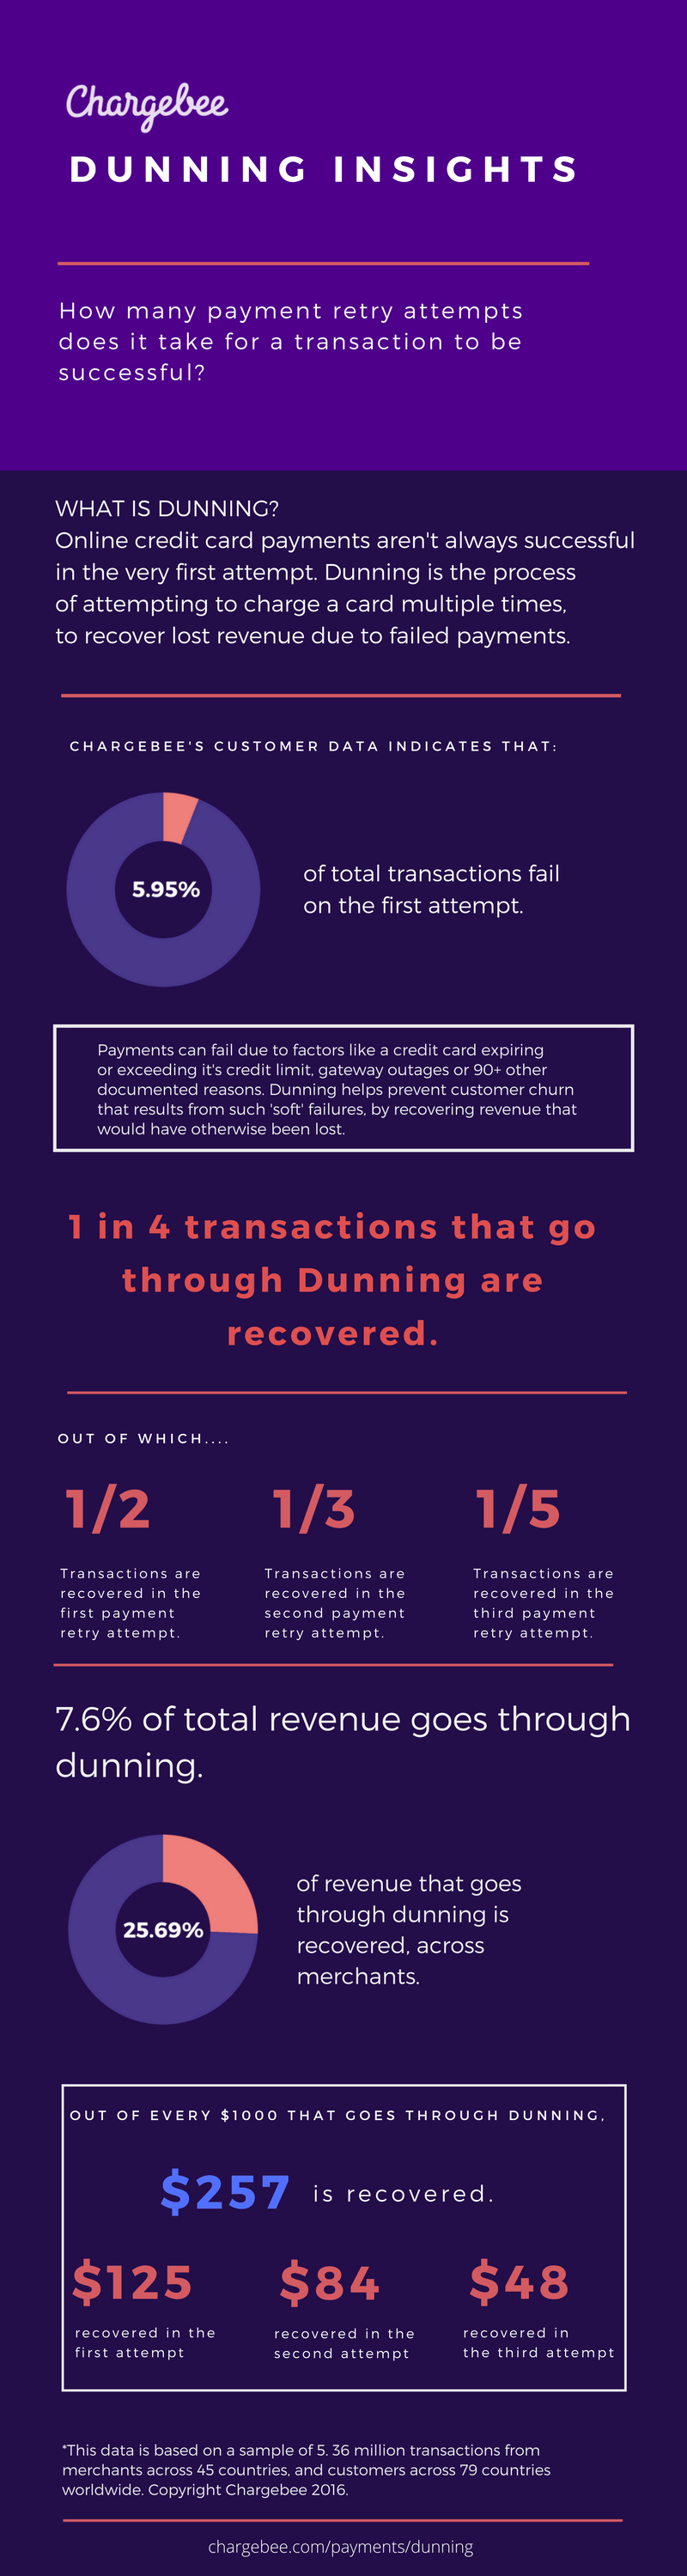 Chargebee
DUNNING INSIGHTS
How many payment retry attempts
does it take for a transaction to be
successful?
WHAT IS DUNNING?
Online credit card payments aren't always successful
in the very first attempt. Dunning is the process
of attempting to charge a card multiple times,
to recover lost revenue due to failed payments.
CHARGEBEE'S CUSTOMER DATA INDICATES THAT:
5.95%
of total transactions fail
on the first attempt.
Payments can fail due to factors like a credit card expiring
or exceeding it's credit limit, gateway outages or 90+ other
documented reasons. Dunning helps prevent customer churn
that results from such 'soft' failures, by recovering revenue that
would have otherwise been lost.
1 in 4 transactions that go
through Dunning are
recovered.
OUT OF WHICH....
1/2
Transactions are
recovered in the
first payment
retry attempt.
1/3
Transactions are
recovered in the
second payment
retry attempt.
1/5
Transactions are
recovered in the
third payment
retry attempt.
7.6% of total revenue goes through
dunning.
25.69%
of revenue that goes
through dunning is
recovered, across
merchants.
OUT OF EVERY $1000 THAT GOES THROUGH DUNNING,
$257 is recovered.
$125
recovered in the
first attempt
$84
recovered in the
second attempt
$48
recovered in
the third attempt
*This data is based on a sample of 5. 36 million transactions from
merchants across 45 countries, and customers across 79 countries
worldwide. Copyright Chargebee 2016.
chargebee.com/payments/dunning